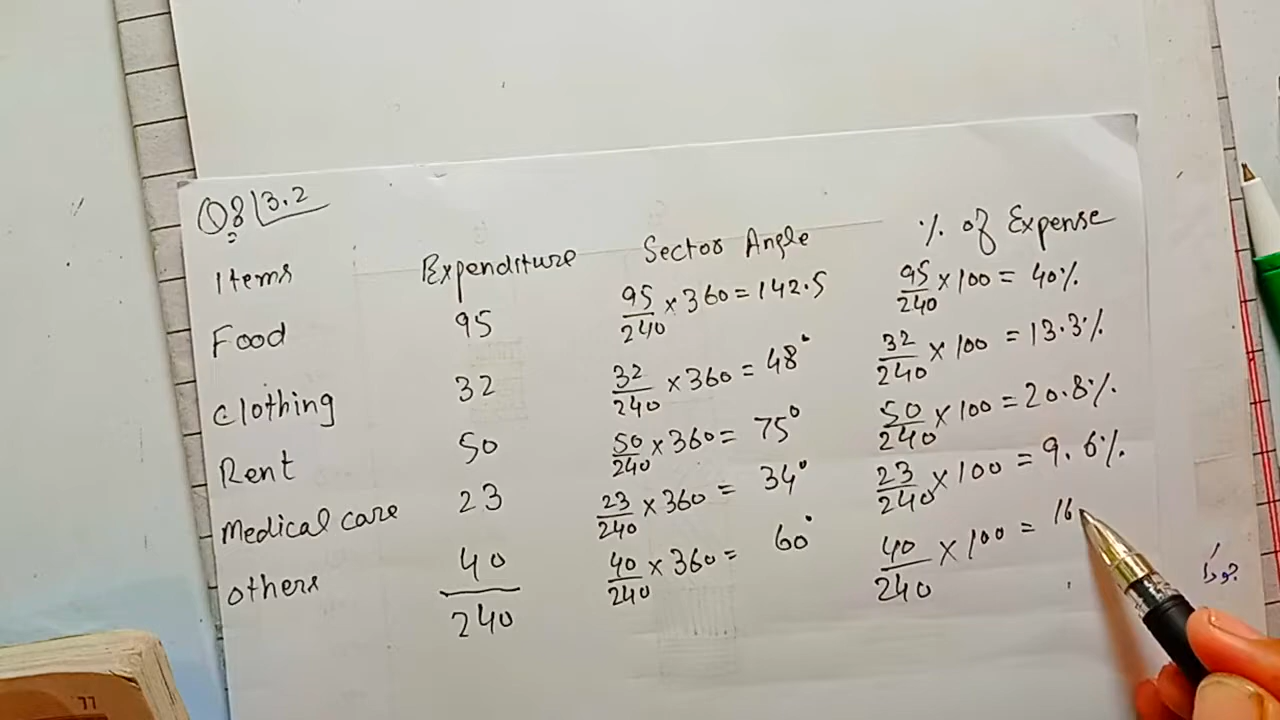 Q8|3.2
Items Expenditure Sector Angle % of Expense
Food 95 95/240 × 360 = 142.5 95/240 × 100 = 40%
Clothing 32 32/240 × 360 = 48° 32/240 × 100 = 13.3%
Rent 50 50/240 × 360 = 75° 50/240 × 100 = 20.8%
Medical care 23 23/240 × 360 = 34° 23/240 × 100 = 9.6%
others 40 40/240 × 360 = 60° 40/240 × 100 = 16.
240
77